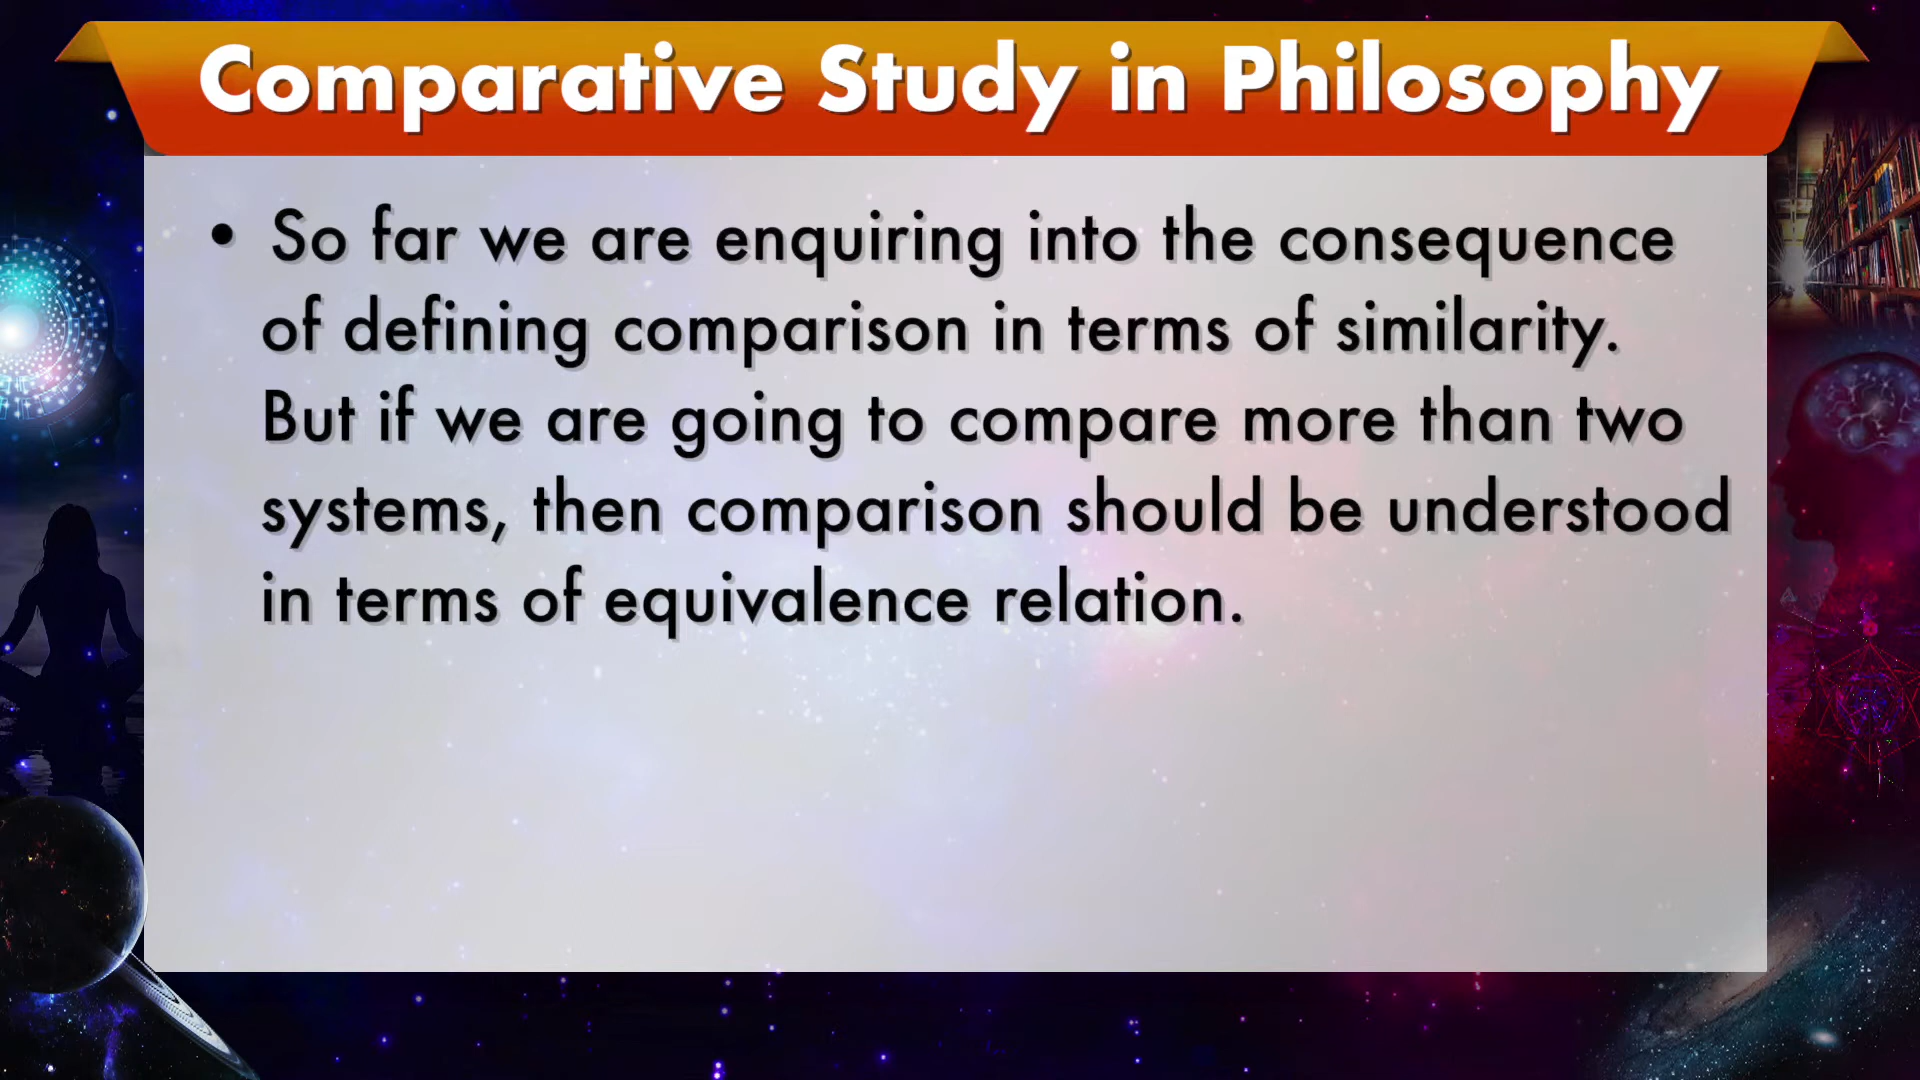 Comparative Study in Philosophy
• So far we are enquiring into the consequence
of defining comparison in terms of similarity.
But if we are going to compare more than two
systems, then comparison should be understood
in terms of equivalence relation.